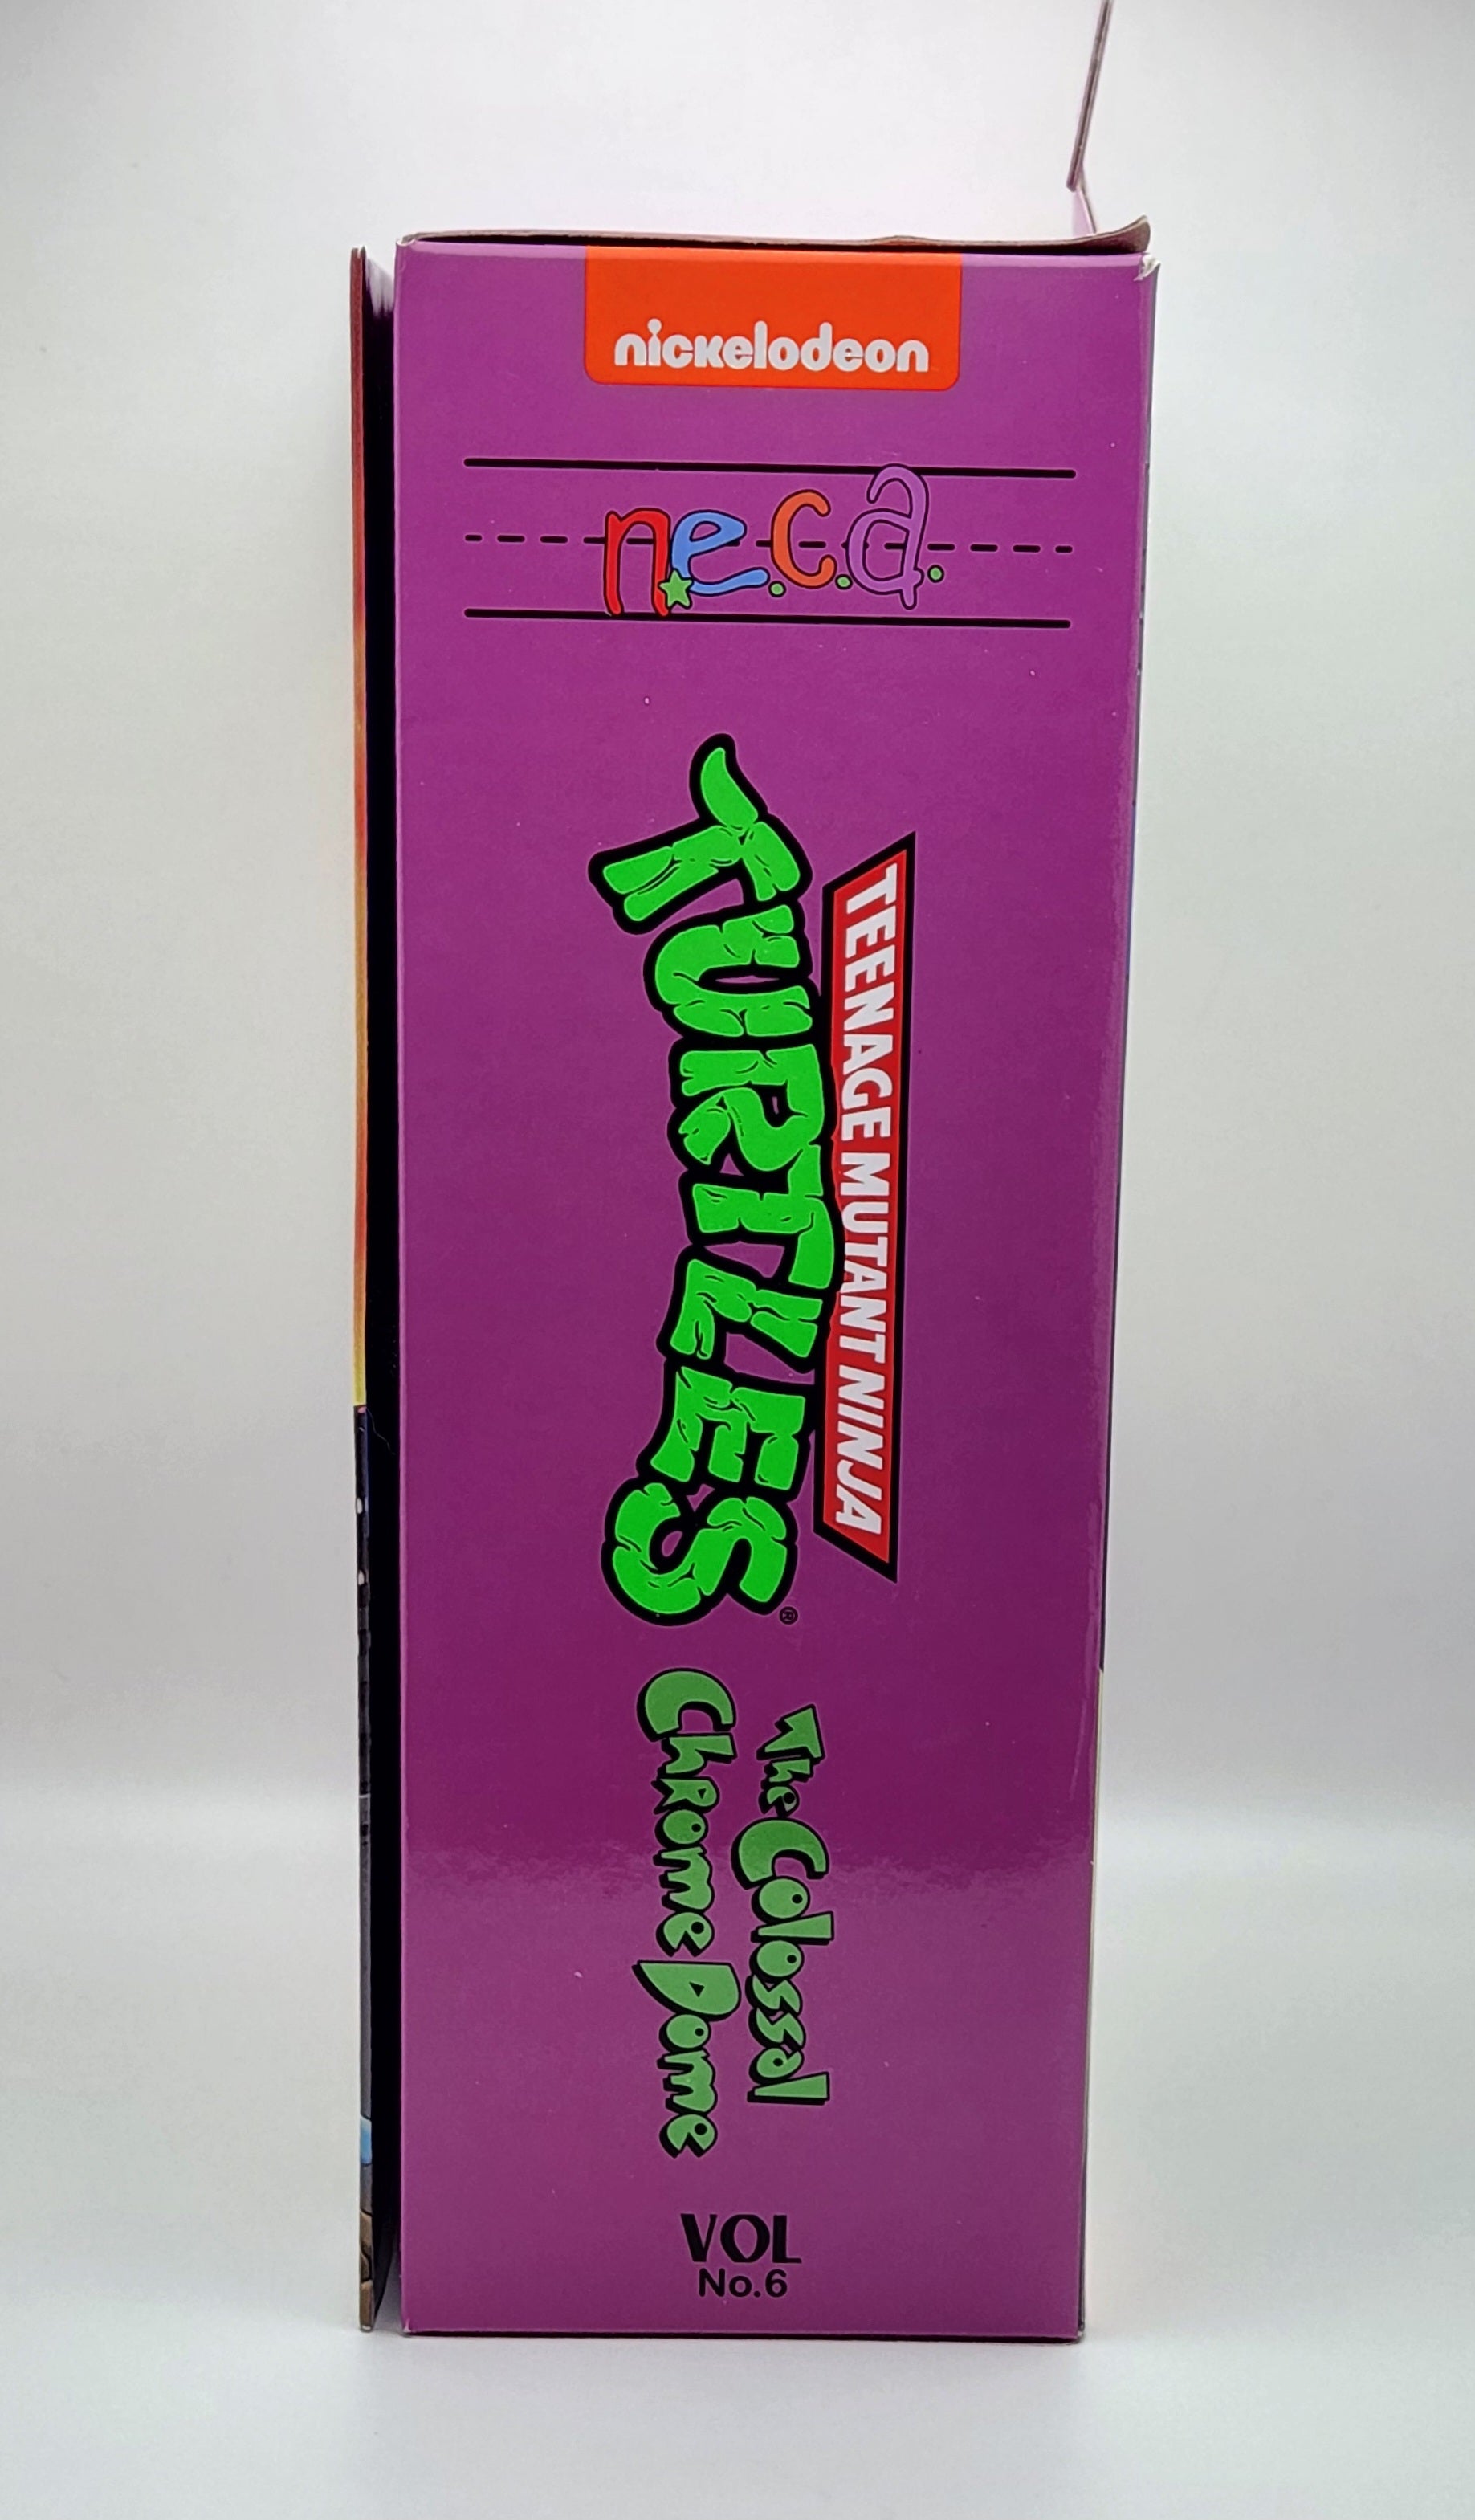 nickelodeon
n.e.c.a.
TEENAGE MUTANT NINJA
TURTLES®
The Colossal
Chrome Dome
VOL
No.6